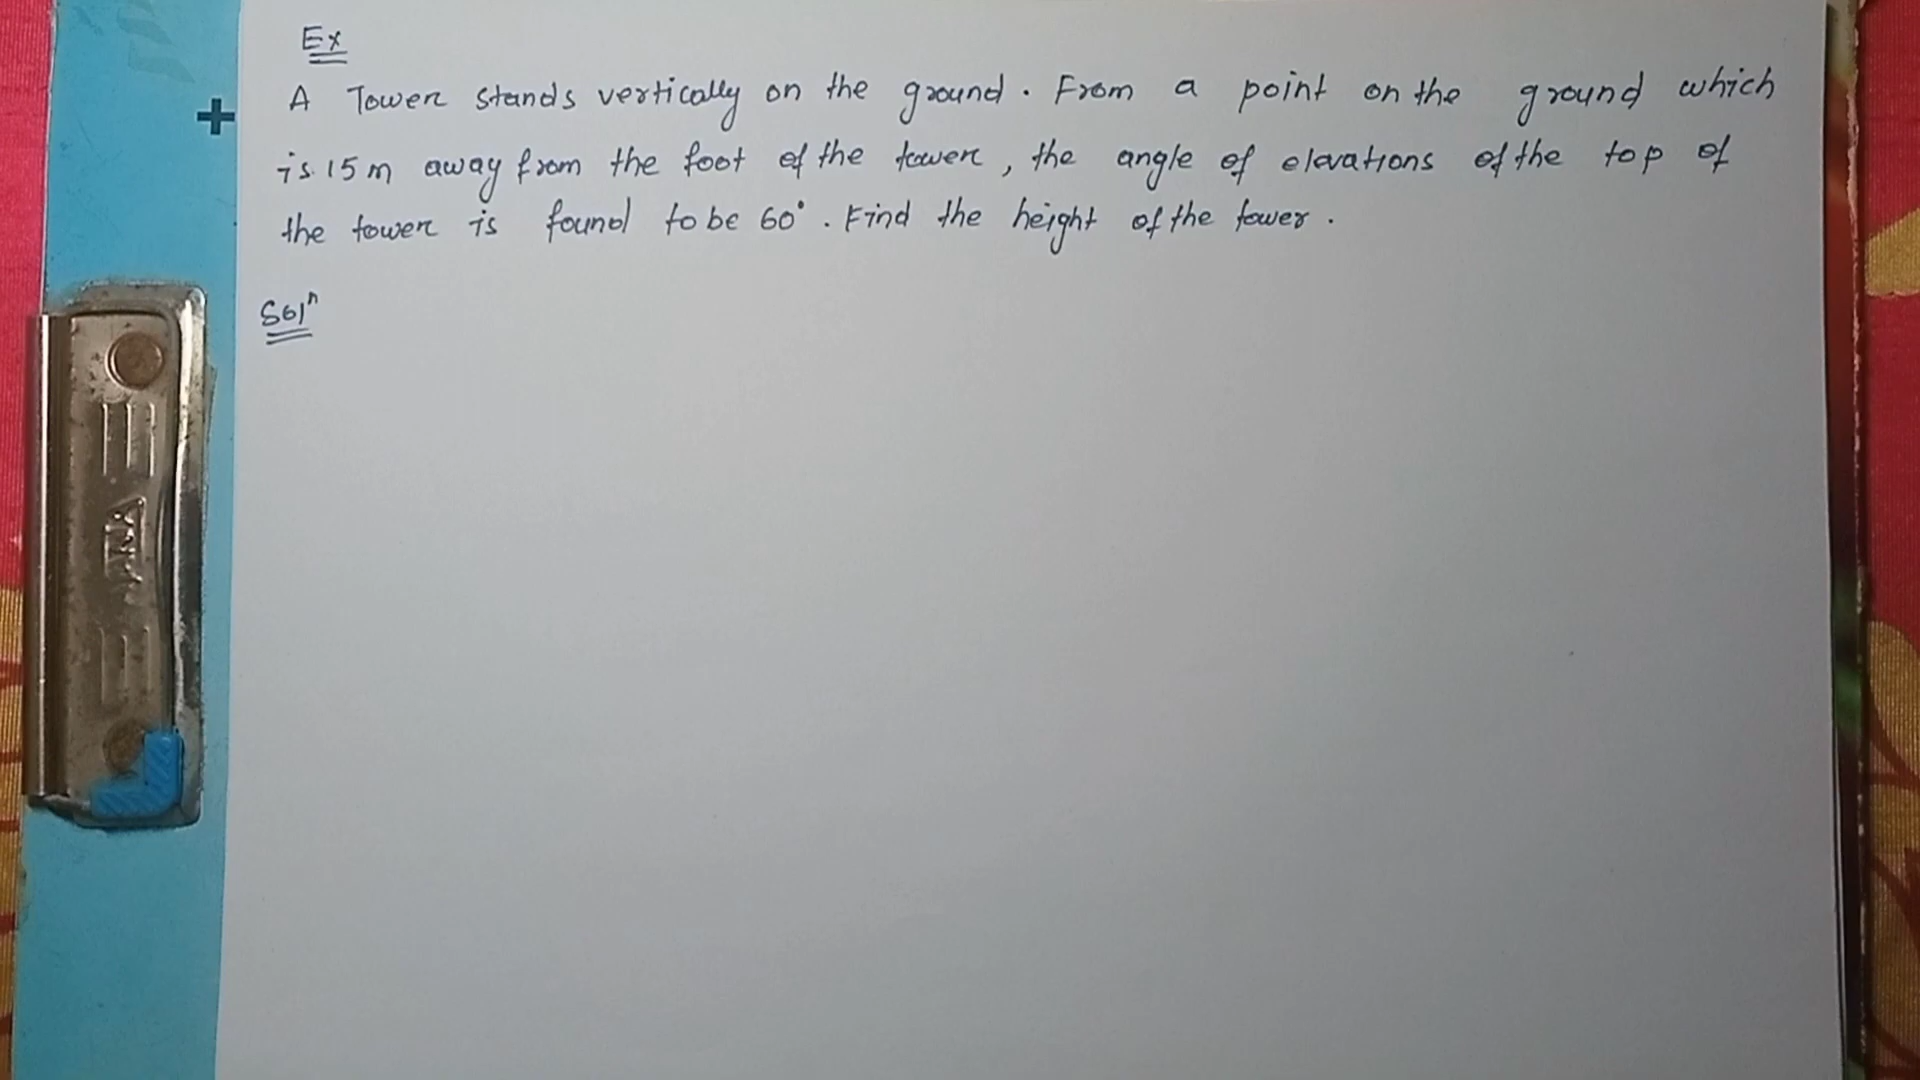 Ex
A Tower stands vertically on the ground. From a point on the ground which
is 15 m away from the foot of the tower, the angle of elevations of the top of
the tower is found to be 60°. Find the height of the tower.
Solⁿ